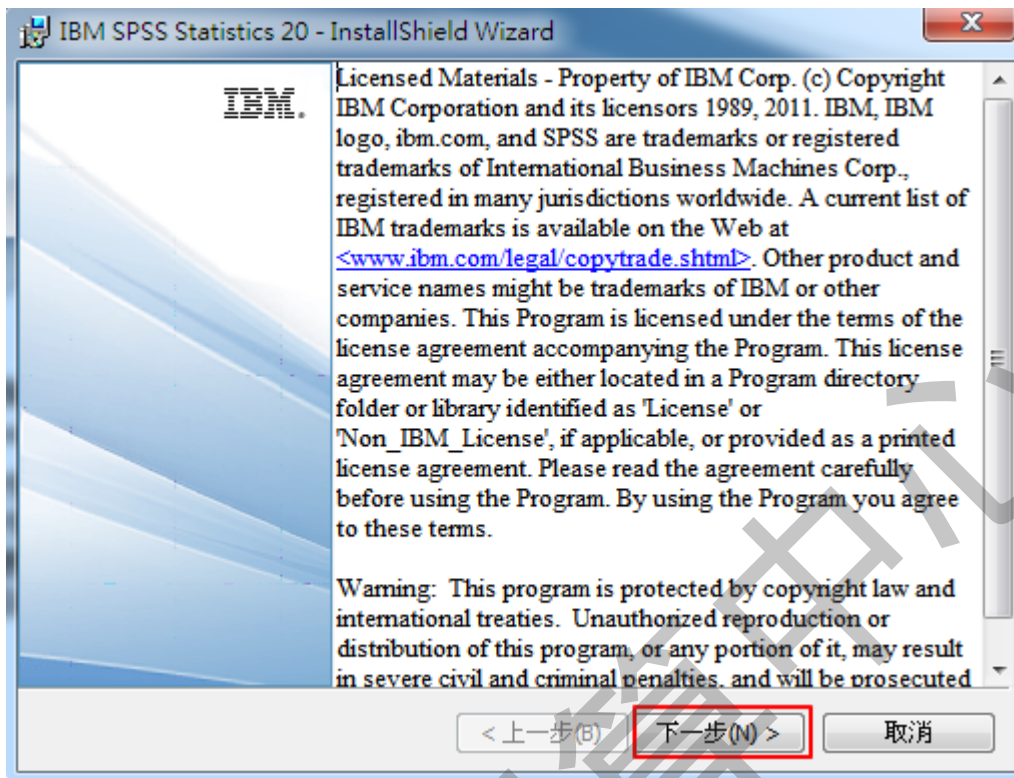 IBM SPSS Statistics 20 - InstallShield Wizard
IBM.
Licensed Materials - Property of IBM Corp. (c) Copyright
IBM Corporation and its licensors 1989, 2011. IBM, IBM
logo, ibm.com, and SPSS are trademarks or registered
trademarks of International Business Machines Corp.,
registered in many jurisdictions worldwide. A current list of
IBM trademarks is available on the Web at
<www.ibm.com/legal/copytrade.shtml>. Other product and
service names might be trademarks of IBM or other
companies. This Program is licensed under the terms of the
license agreement accompanying the Program. This license
agreement may be either located in a Program directory
folder or library identified as 'License' or
'Non_IBM_License', if applicable, or provided as a printed
license agreement. Please read the agreement carefully
before using the Program. By using the Program you agree
to these terms.
Warning:  This program is protected by copyright law and
international treaties.  Unauthorized reproduction or
distribution of this program, or any portion of it, may result
in severe civil and criminal penalties, and will be prosecuted
< 上一步(B)
下一步(N) >
取消
中心